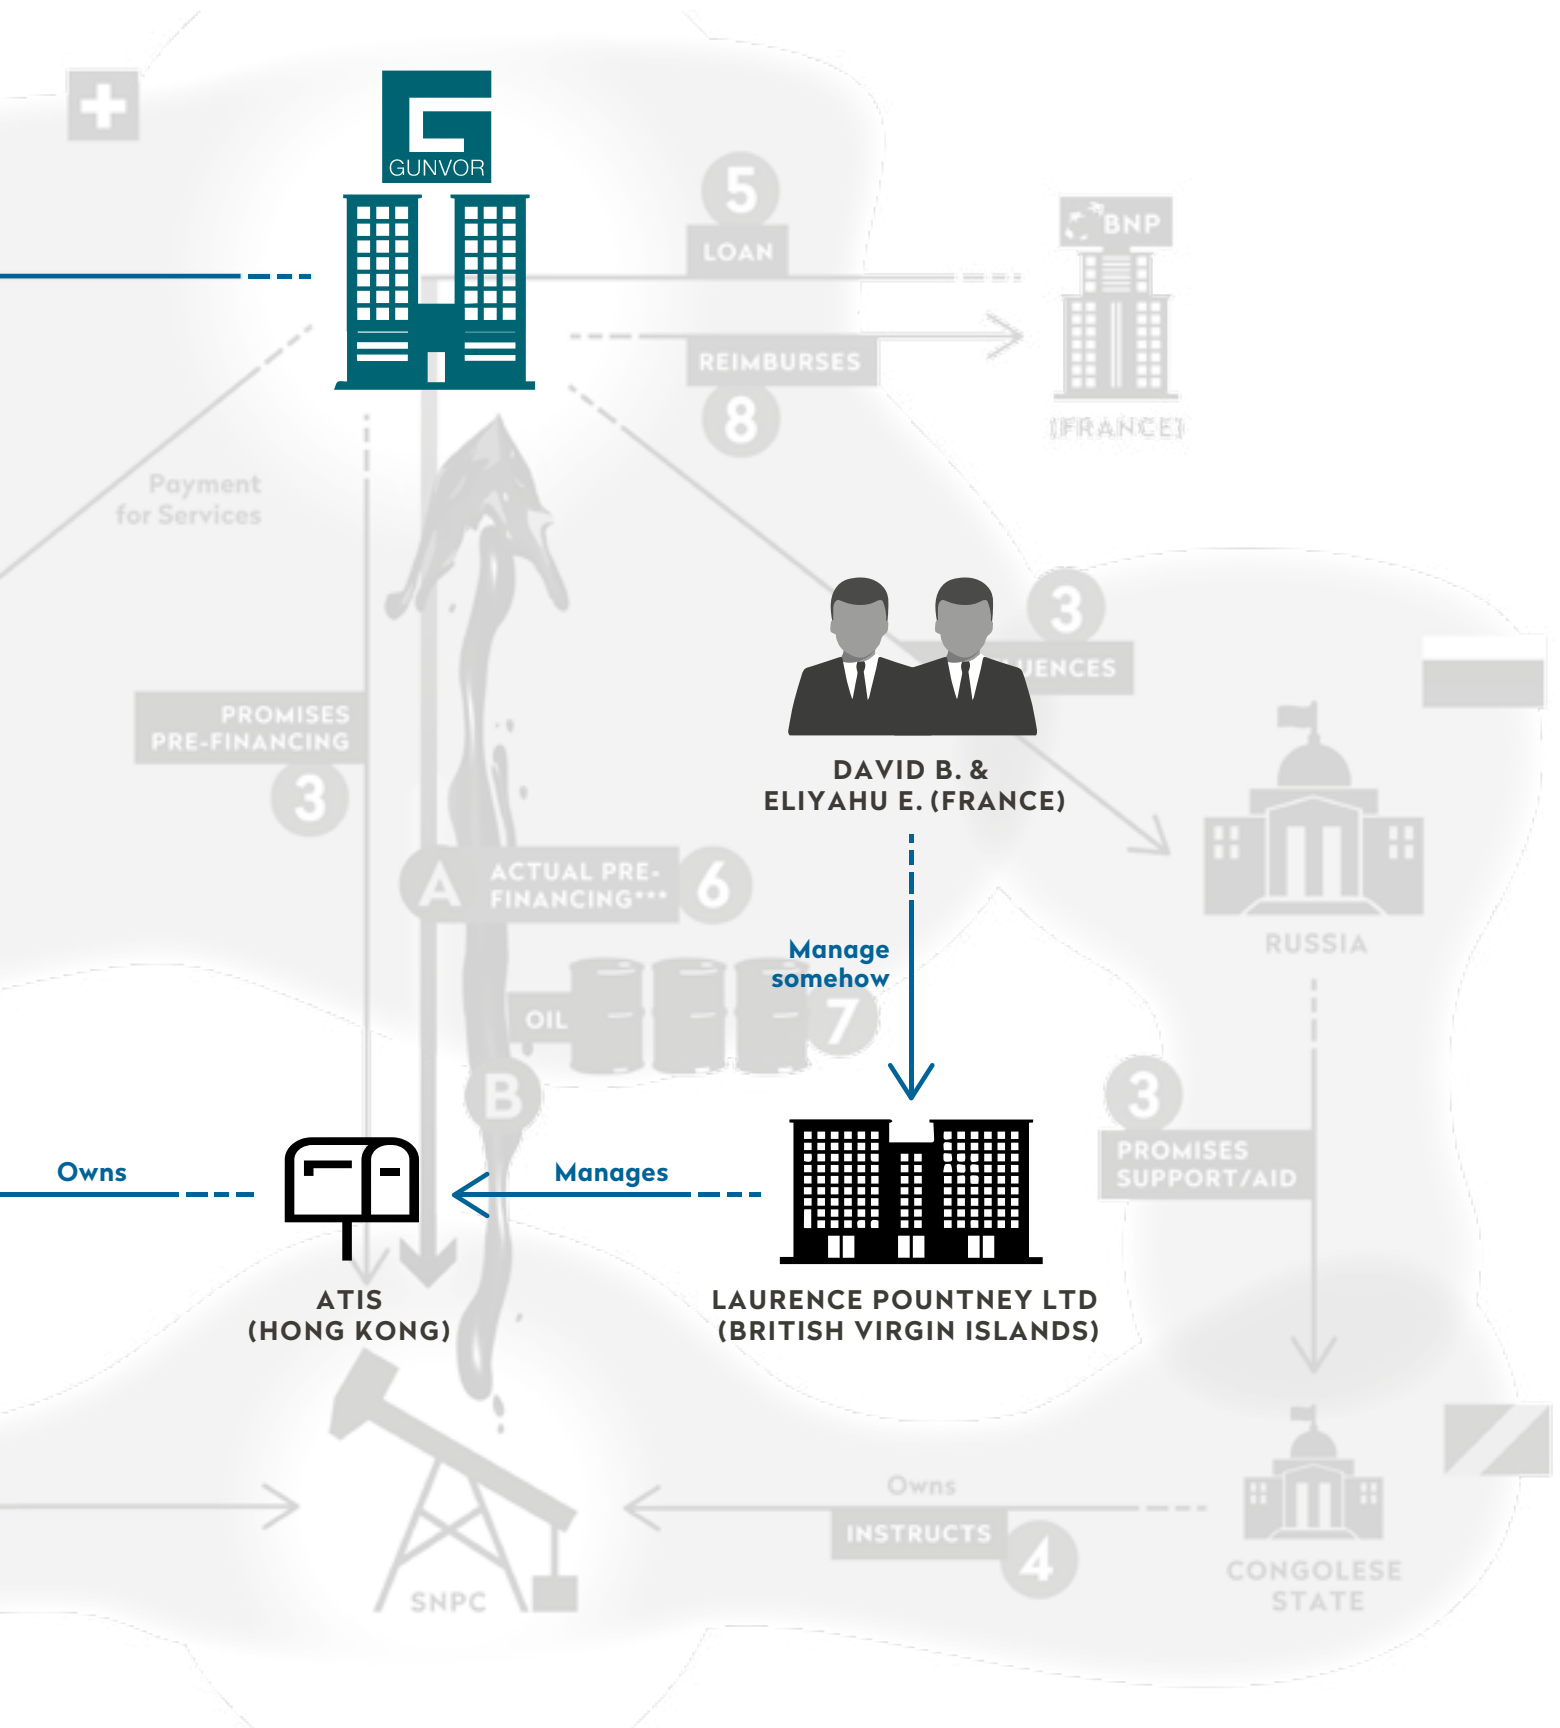 GUNVOR
5
LOAN
BNP
REIMBURSES
8
(FRANCE)
Payment
for Services
3
UENCES
PROMISES
PRE-FINANCING
3
DAVID B. &
ELIYAHU E. (FRANCE)
A
ACTUAL PRE-
FINANCING***
6
RUSSIA
Manage
somehow
OIL
7
B
3
PROMISES
SUPPORT/AID
Owns
Manages
ATIS
(HONG KONG)
LAURENCE POUNTNEY LTD
(BRITISH VIRGIN ISLANDS)
Owns
INSTRUCTS
4
SNPC
CONGOLESE
STATE